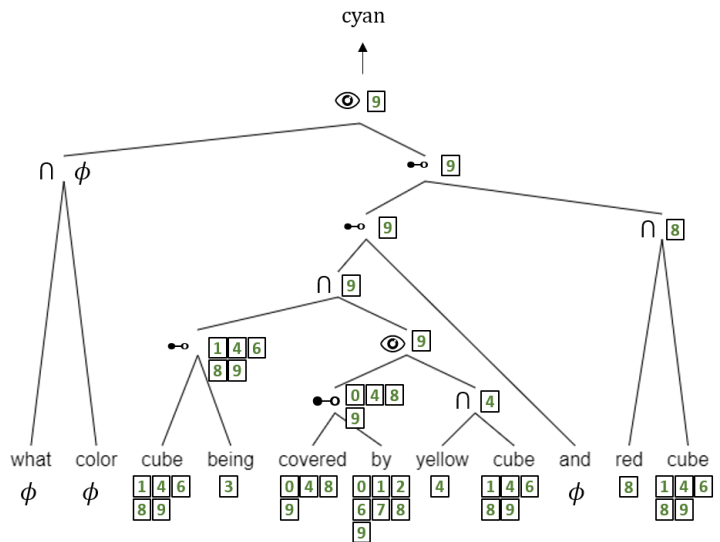 cyan
9
∩ ϕ
9
9
∩ 8
∩ 9
1 4 6
8 9
9
0 4 8
9
∩ 4
what color cube being covered by yellow cube and red cube
ϕ ϕ 1 4 6 3 0 4 8 0 1 2 4 1 4 6 ϕ 8 1 4 6
8 9 9 6 7 8 8 9 8 9
9